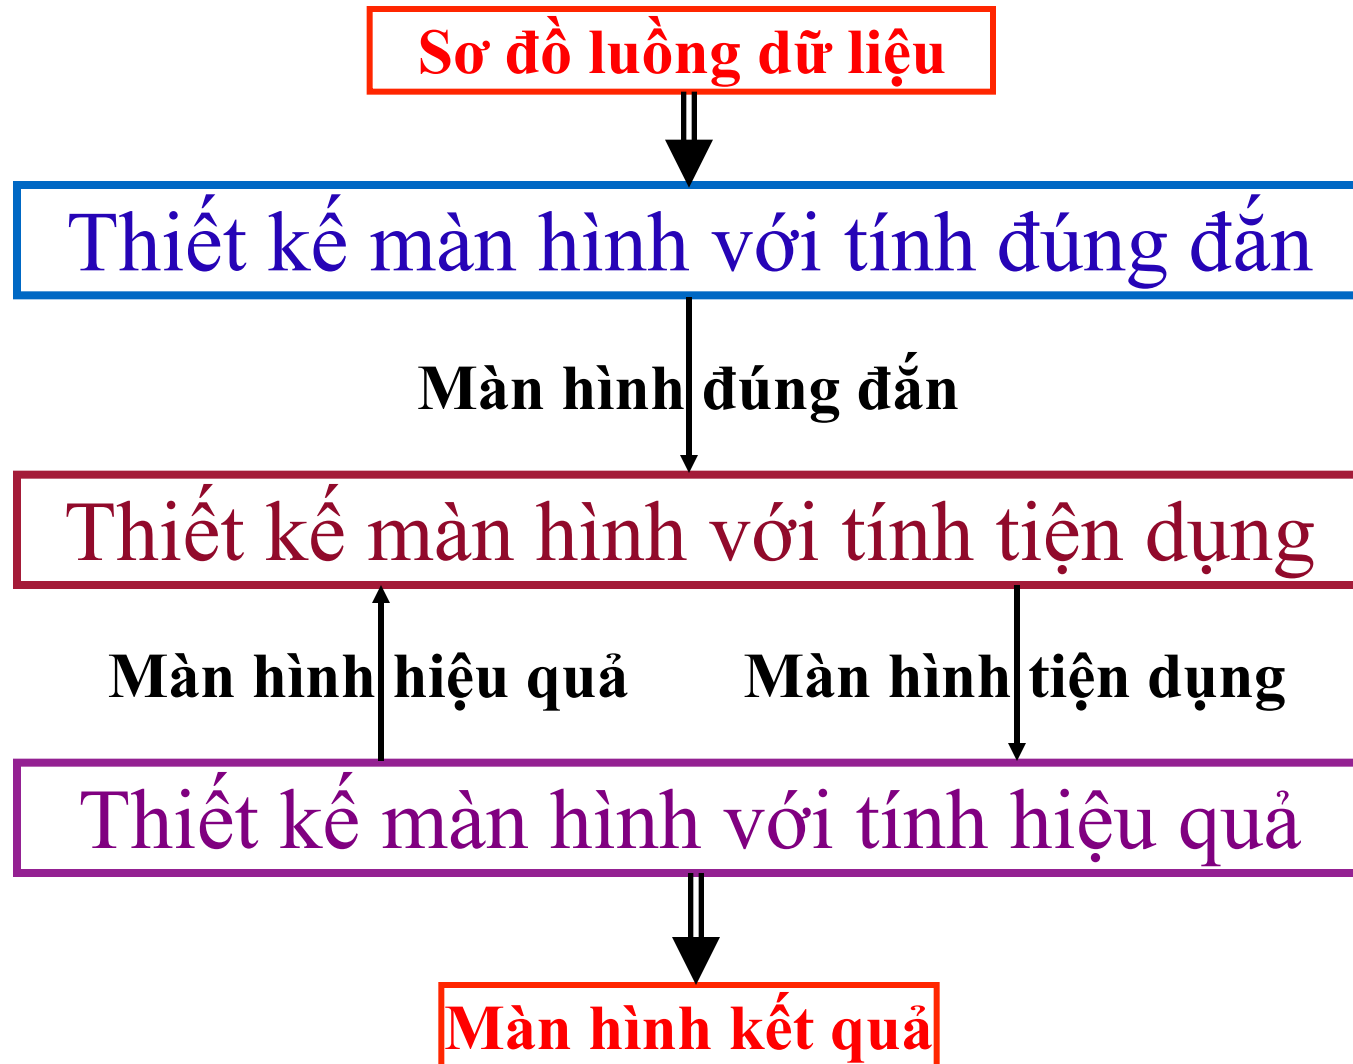 Sơ đồ luồng dữ liệu
Thiết kế màn hình với tính đúng đắn
Màn hình đúng đắn
Thiết kế màn hình với tính tiện dụng
Màn hình hiệu quả
Màn hình tiện dụng
Thiết kế màn hình với tính hiệu quả
Màn hình kết quả